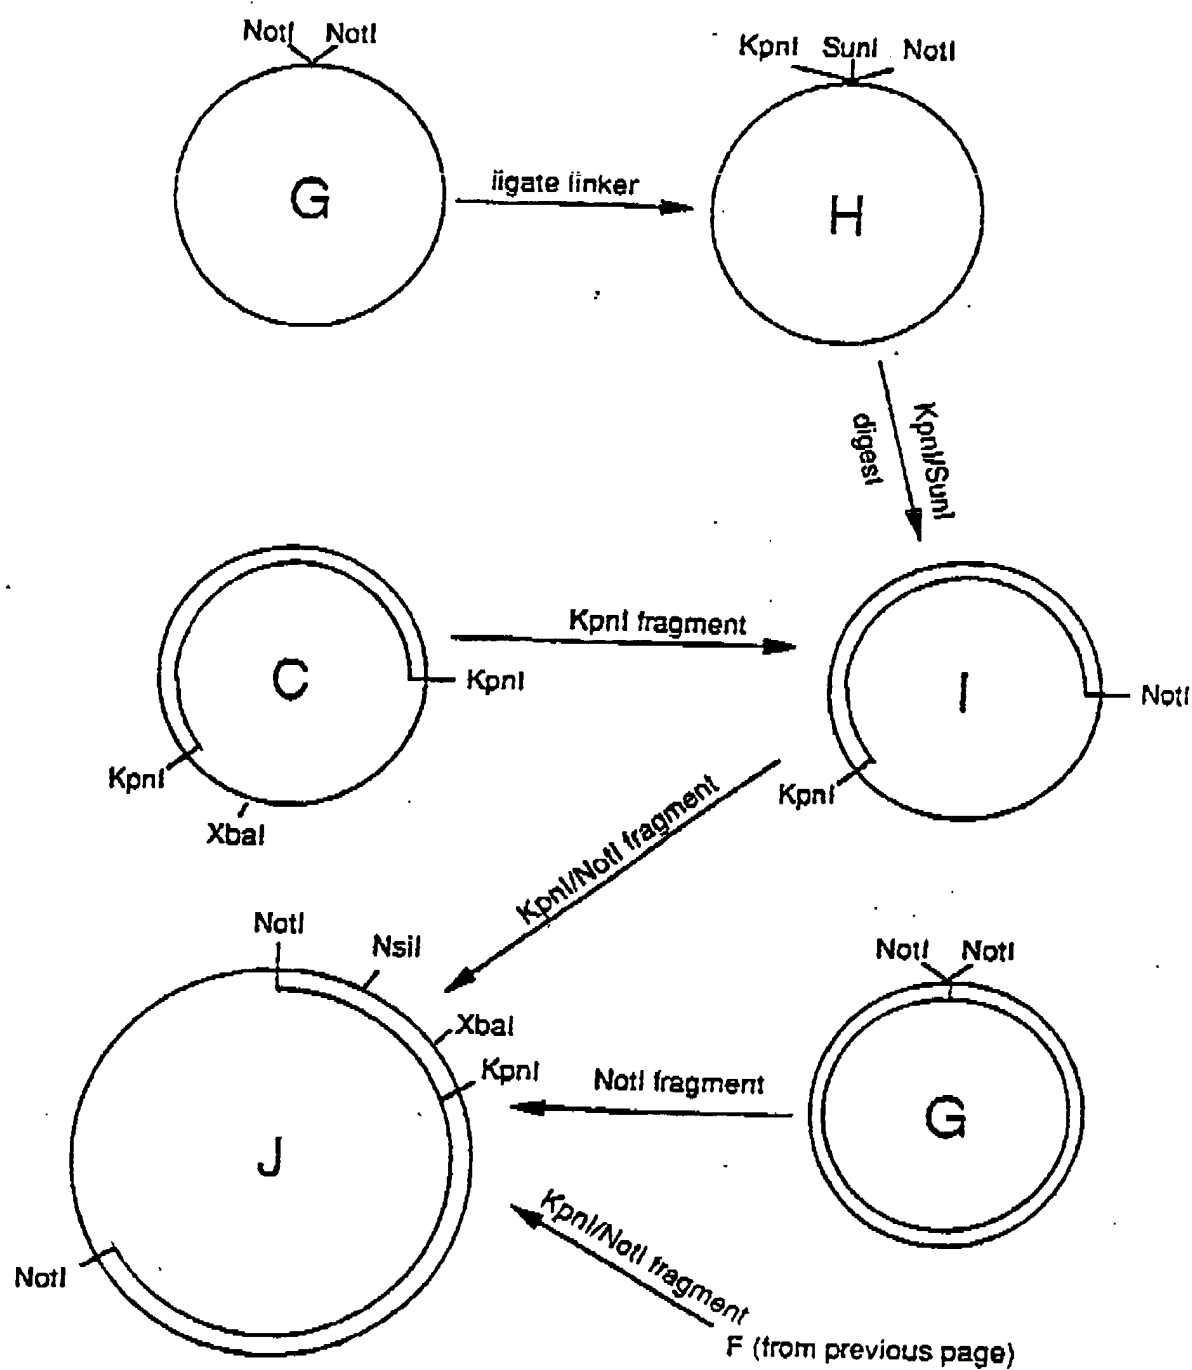 NotI NotI
KpnI SunI NotI
G
ligate linker
H
KpnI/SunI
digest
C
KpnI fragment
KpnI
KpnI
XbaI
I
NotI
KpnI
KpnI/NotI fragment
NotI
NsiI
XbaI
KpnI
J
NotI
NotI NotI
NotI fragment
G
KpnI/NotI fragment
F (from previous page)